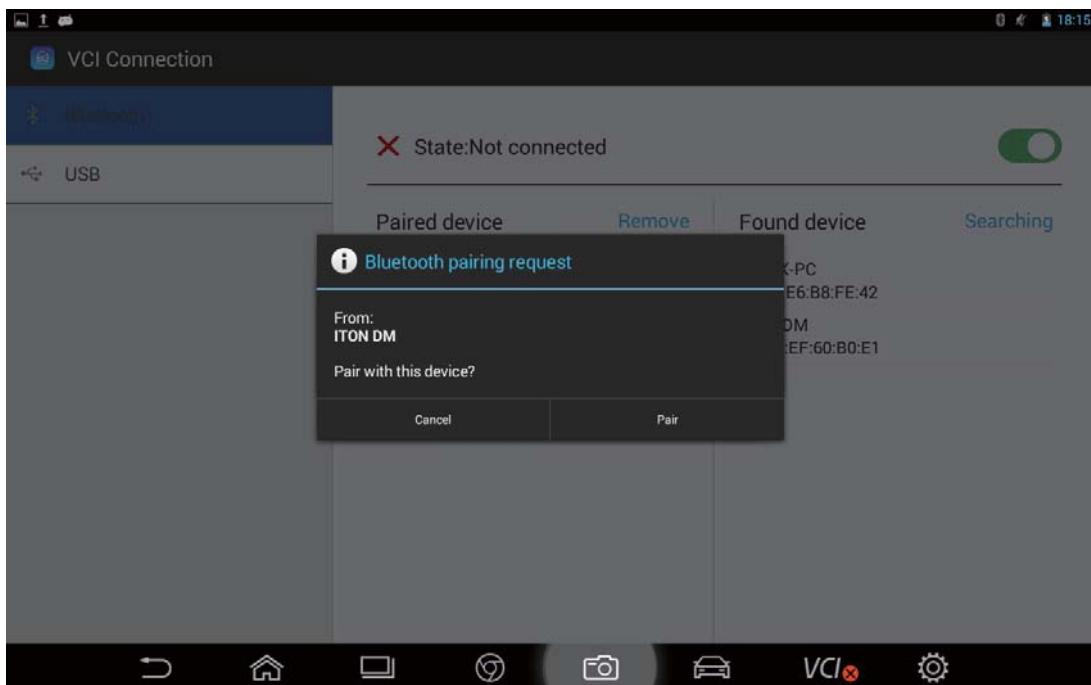 18:15
VCI Connection
Bluetooth
State:Not connected
USB
Paired device
Remove
Found device
Searching
Bluetooth pairing request
K-PC
E6:B8:FE:42
From:
ITON DM
DM
:EF:60:B0:E1
Pair with this device?
Cancel
Pair
VCI